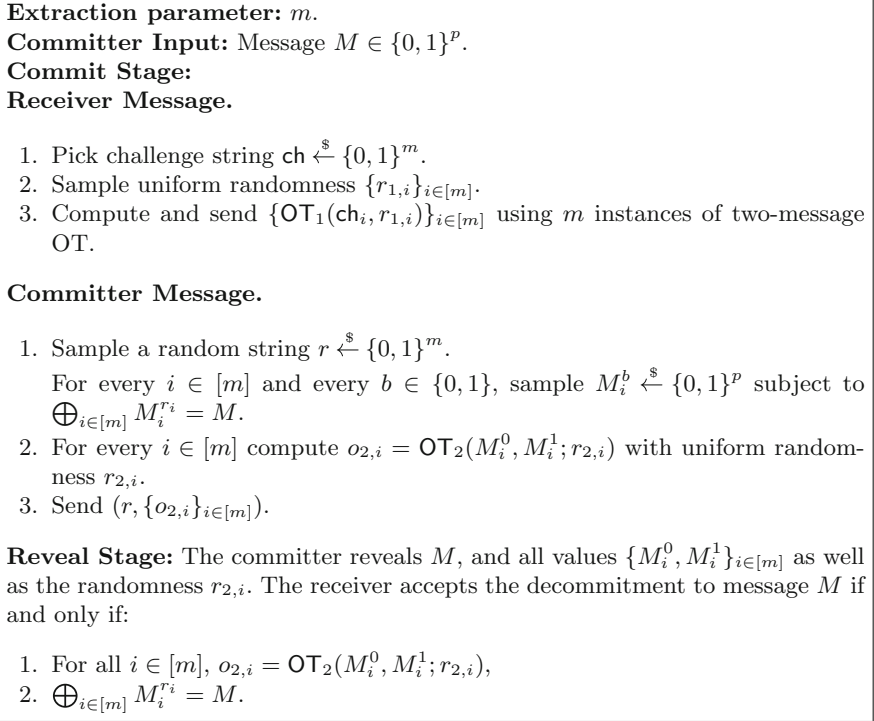 Extraction parameter: m.
Committer Input: Message M ∈ {0, 1}^p.
Commit Stage:
Receiver Message.
1. Pick challenge string ch ←^$ {0, 1}^m.
2. Sample uniform randomness {r_{1,i}}_{i∈[m]}.
3. Compute and send {OT_1(ch_i, r_{1,i})}_{i∈[m]} using m instances of two-message
OT.
Committer Message.
1. Sample a random string r ←^$ {0, 1}^m.
For every i ∈ [m] and every b ∈ {0, 1}, sample M_i^b ←^$ {0, 1}^p subject to
⊕_{i∈[m]} M_i^{r_i} = M.
2. For every i ∈ [m] compute o_{2,i} = OT_2(M_i^0, M_i^1; r_{2,i}) with uniform random-
ness r_{2,i}.
3. Send (r, {o_{2,i}}_{i∈[m]}).
Reveal Stage: The committer reveals M, and all values {M_i^0, M_i^1}_{i∈[m]} as well
as the randomness r_{2,i}. The receiver accepts the decommitment to message M if
and only if:
1. For all i ∈ [m], o_{2,i} = OT_2(M_i^0, M_i^1; r_{2,i}),
2. ⊕_{i∈[m]} M_i^{r_i} = M.